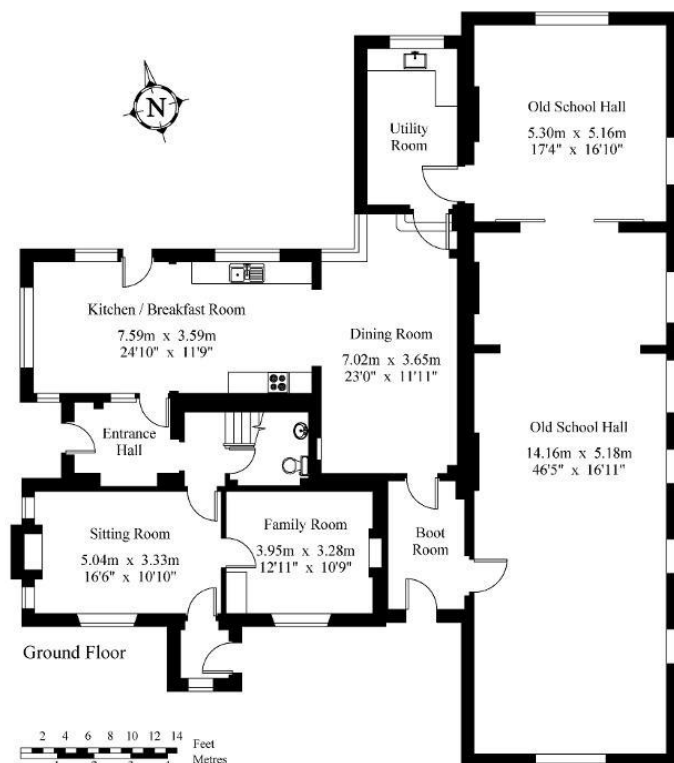 N
Utility
Room
Old School Hall
5.30m x 5.16m
17'4" x 16'10"
Kitchen / Breakfast Room
7.59m x 3.59m
24'10" x 11'9"
Dining Room
7.02m x 3.65m
23'0" x 11'11"
Entrance
Hall
Old School Hall
14.16m x 5.18m
46'5" x 16'11"
Sitting Room
5.04m x 3.33m
16'6" x 10'10"
Family Room
3.95m x 3.28m
12'11" x 10'9"
Boot
Room
Ground Floor
2 4 6 8 10 12 14
Feet
Metres
1 2 3 4